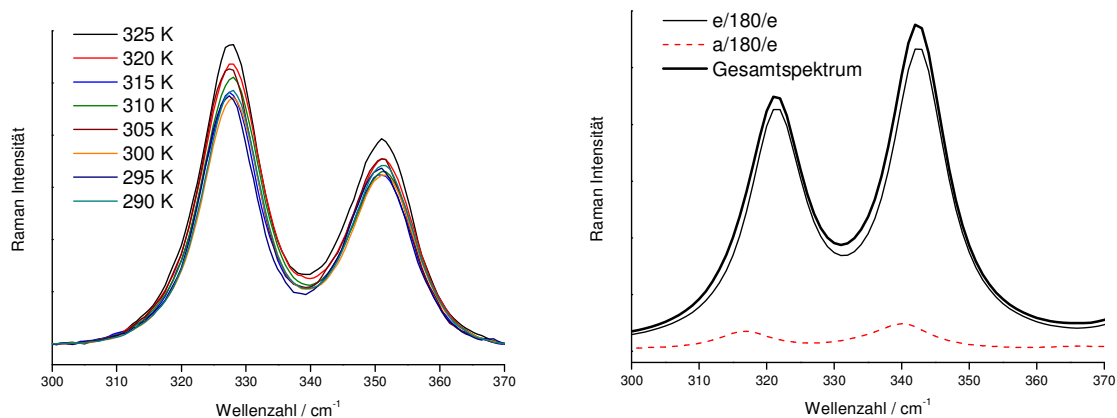 325 K
320 K
315 K
310 K
305 K
300 K
295 K
290 K
Raman Intensität
300 310 320 330 340 350 360 370
Wellenzahl / cm⁻¹
e/180/e
a/180/e
Gesamtspektrum
Raman Intensität
300 310 320 330 340 350 360 370
Wellenzahl / cm⁻¹